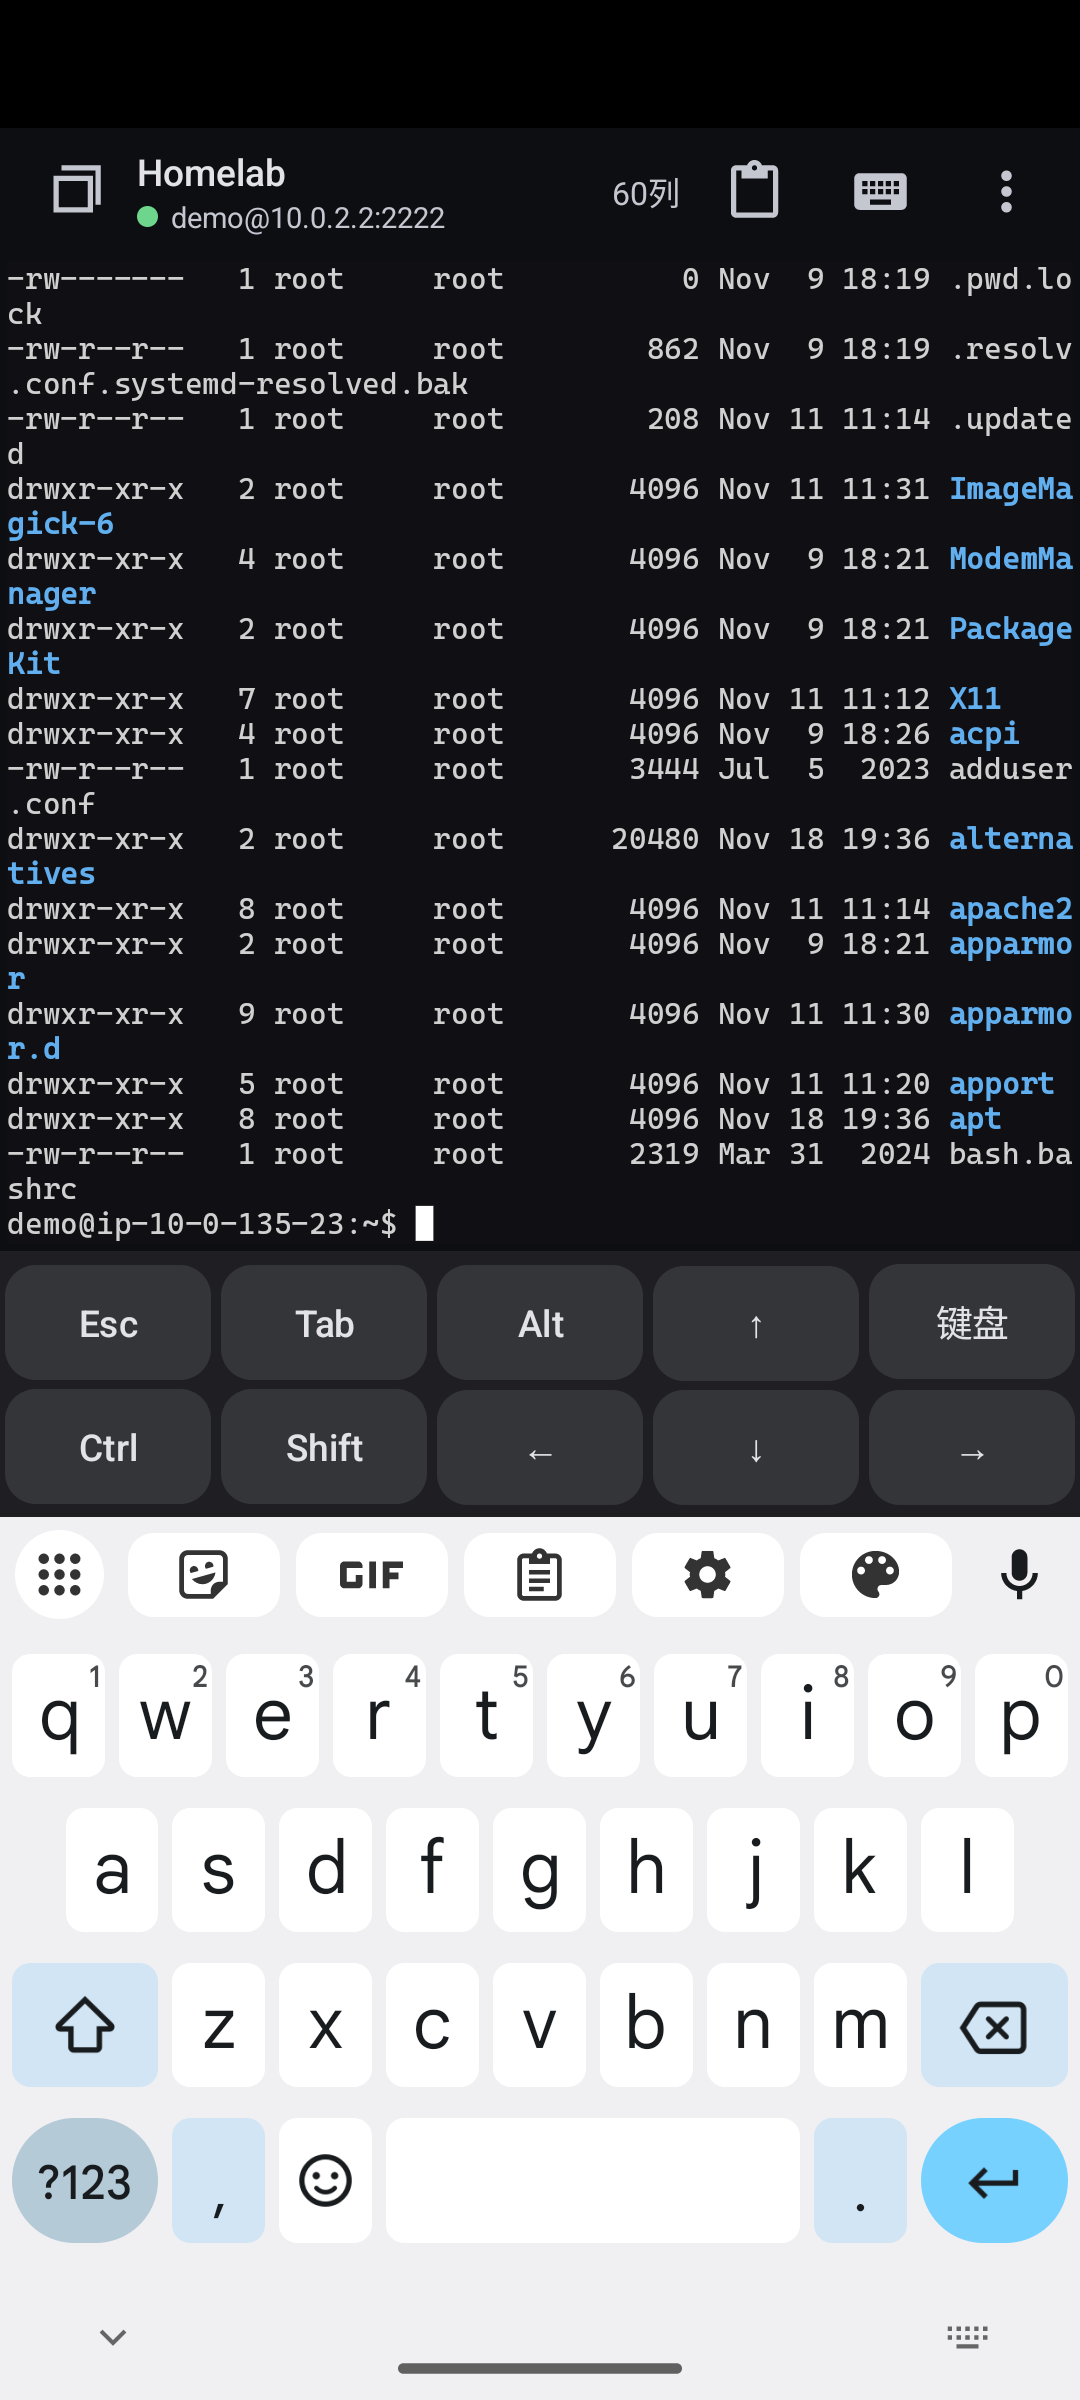 Homelab
demo@10.0.2.2:2222
60列
-rw-------   1 root     root          0 Nov  9 18:19 .pwd.lo
ck
-rw-r--r--   1 root     root        862 Nov  9 18:19 .resolv
.conf.systemd-resolved.bak
-rw-r--r--   1 root     root        208 Nov 11 11:14 .update
d
drwxr-xr-x   2 root     root       4096 Nov 11 11:31 ImageMa
gick-6
drwxr-xr-x   4 root     root       4096 Nov  9 18:21 ModemMa
nager
drwxr-xr-x   2 root     root       4096 Nov  9 18:21 Package
Kit
drwxr-xr-x   7 root     root       4096 Nov 11 11:12 X11
drwxr-xr-x   4 root     root       4096 Nov  9 18:26 acpi
-rw-r--r--   1 root     root       3444 Jul  5  2023 adduser
.conf
drwxr-xr-x   2 root     root      20480 Nov 18 19:36 alterna
tives
drwxr-xr-x   8 root     root       4096 Nov 11 11:14 apache2
drwxr-xr-x   2 root     root       4096 Nov  9 18:21 apparmo
r
drwxr-xr-x   9 root     root       4096 Nov 11 11:30 apparmo
r.d
drwxr-xr-x   5 root     root       4096 Nov 11 11:20 apport
drwxr-xr-x   8 root     root       4096 Nov 18 19:36 apt
-rw-r--r--   1 root     root       2319 Mar 31  2024 bash.ba
shrc
demo@ip-10-0-135-23:~$
Esc Tab Alt ↑ 键盘
Ctrl Shift ← ↓ →
GIF
1 2 3 4 5 6 7 8 9 0
q w e r t y u i o p
a s d f g h j k l
z x c v b n m
?123 , .